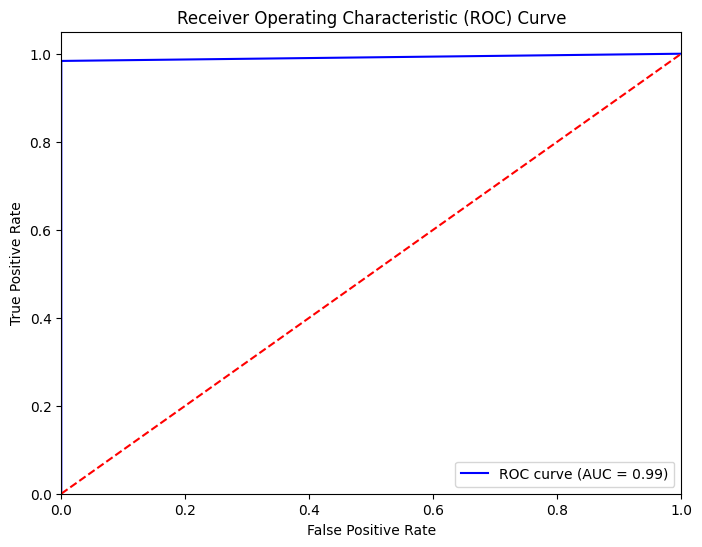 Receiver Operating Characteristic (ROC) Curve
True Positive Rate
1.0
0.8
0.6
0.4
0.2
0.0
ROC curve (AUC = 0.99)
0.0 0.2 0.4 0.6 0.8 1.0
False Positive Rate